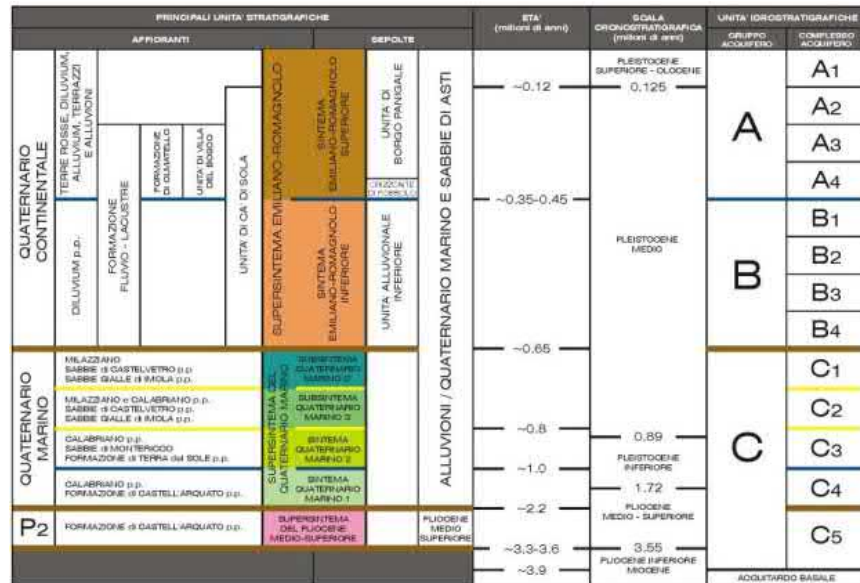 PRINCIPALI UNITA' STRATIGRAFICHE
AFFIORANTI
SEPOLTE
ETA'
(milioni di anni)
SCALA
CRONOSTRATIGRAFICA
(milioni di anni)
UNITA' IDROSTRATIGRAFICHE
GRUPPO
ACQUIFERO
COMPLESSO
ACQUIFERO
QUATERNARIO
CONTINENTALE
TERRE ROSSE, DILUVIUM,
ALLUVIUM, TERRAZZI
E ALLUVIONI
DILUVIUM p.p.
FORMAZIONE
FLUVIO - LACUSTRE
FORMAZIONE
DI OLMATELLO
UNITA' DI VILLA
DEL BOSCO
UNITA' DI CA' DI SOLA
SUPERSINTEMA EMILIANO-ROMAGNOLO
SINTEMA
EMILIANO-ROMAGNOLO
SUPERIORE
SINTEMA
EMILIANO-ROMAGNOLO
INFERIORE
UNITA' DI
BORGO PANIGALE
UNITA' ALLUVIONALE
INFERIORE
ALLUVIONI / QUATERNARIO MARINO E SABBIE DI ASTI
~0.12
~0.35-0.45
~0.65
~0.8
~1.0
~2.2
~3.3-3.6
~3.9
PLEISTOCENE
SUPERIORE - OLOCENE
0.125
PLEISTOCENE
MEDIO
0.89
PLEISTOCENE
INFERIORE
1.72
PLIOCENE
MEDIO - SUPERIORE
3.55
PLIOCENE INFERIORE
MIOCENE
A
A1
A2
A3
A4
B
B1
B2
B3
B4
C
C1
C2
C3
C4
C5
ACQUITARDO BASALE
QUATERNARIO
MARINO
MILAZZIANO
SABBIE di CASTELVETRO p.p.
SABBIE GIALLE di IMOLA p.p.
MILAZZIANO e CALABRIANO p.p.
SABBIE di CASTELVETRO p.p.
SABBIE GIALLE di IMOLA p.p.
CALABRIANO p.p.
SABBIE di MONTERICCO
FORMAZIONE di TERRA del SOLE p.p.
CALABRIANO p.p.
FORMAZIONE di CASTELL'ARQUATO p.p.
SUPERSINTEMA DEL
QUATERNARIO MARINO
SUBSINTEMA
QUATERNARIO
MARINO
SUBSINTEMA
QUATERNARIO
MARINO
SINTEMA
QUATERNARIO
MARINO 2
SINTEMA
QUATERNARIO
MARINO 1
P2
FORMAZIONE di CASTELL'ARQUATO p.p.
SUPERSINTEMA
DEL PLIOCENE
MEDIO-SUPERIORE
PLIOCENE
MEDIO
SUPERIORE